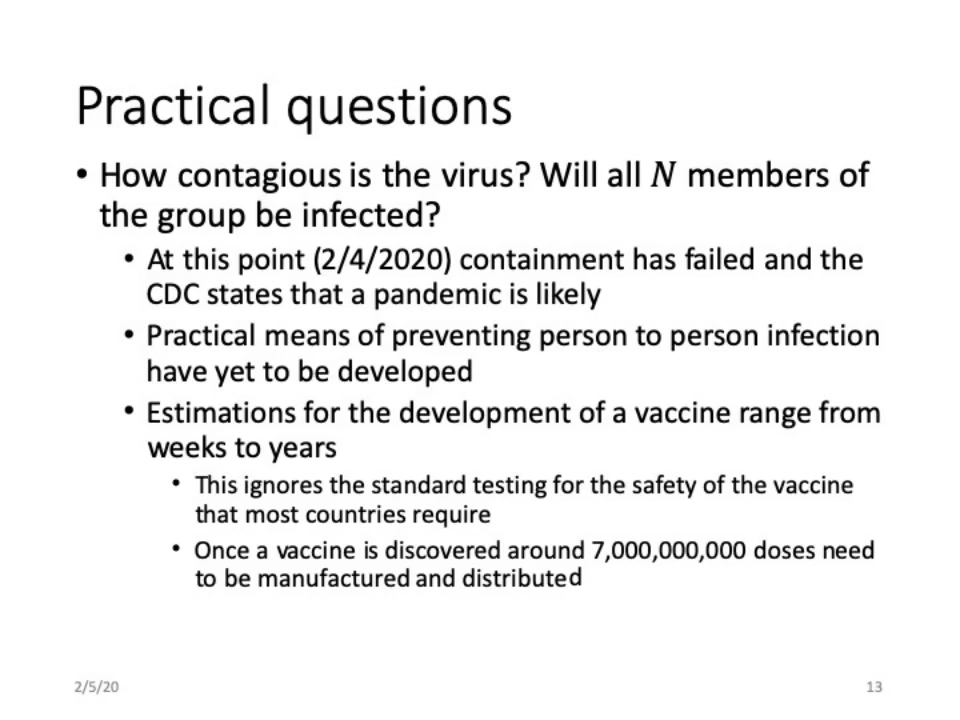 Practical questions
• How contagious is the virus? Will all N members of
the group be infected?
• At this point (2/4/2020) containment has failed and the
CDC states that a pandemic is likely
• Practical means of preventing person to person infection
have yet to be developed
• Estimations for the development of a vaccine range from
weeks to years
• This ignores the standard testing for the safety of the vaccine
that most countries require
• Once a vaccine is discovered around 7,000,000,000 doses need
to be manufactured and distributed
2/5/20
13